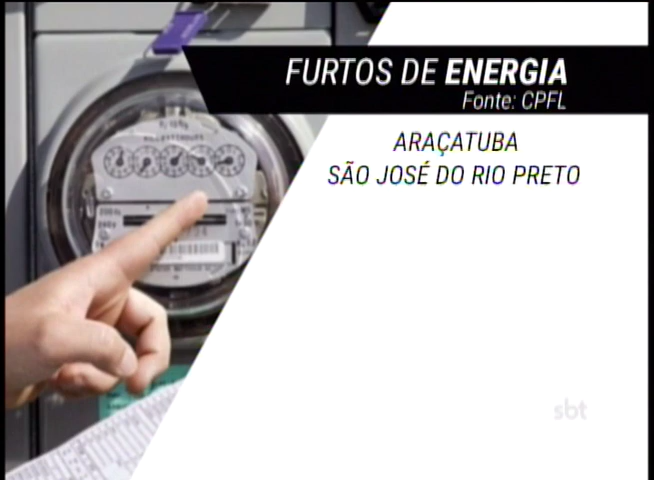 FURTOS DE ENERGIA
Fonte: CPFL
ARAÇATUBA
SÃO JOSÉ DO RIO PRETO
sbt